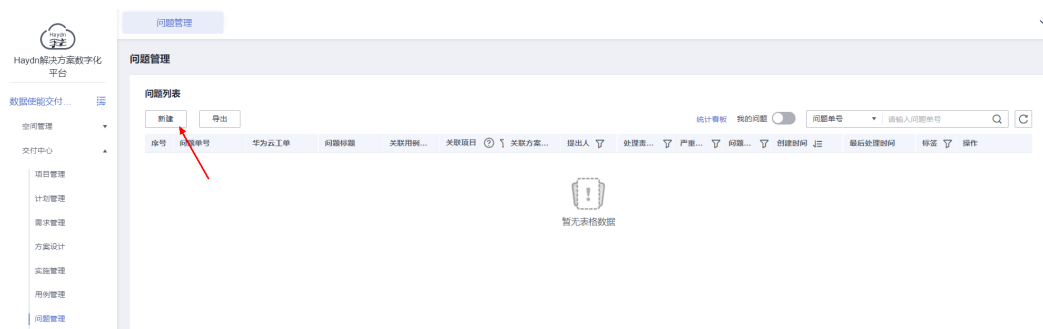 问题管理
Haydn
Haydn解决方案数字化
平台
问题管理
数据使能交付...
问题列表
新建 导出 统计看板 我的问题 问题单号 请输入问题单号
空间管理
序号 问题单号 华为云工单 问题标题 关联用例... 关联项目 关联方案... 提出人 处理责... 严重... 问题... 创建时间 最后处理时间 标签 操作
交付中心
项目管理
计划管理
暂无表格数据
需求管理
方案设计
实施管理
用例管理
问题管理